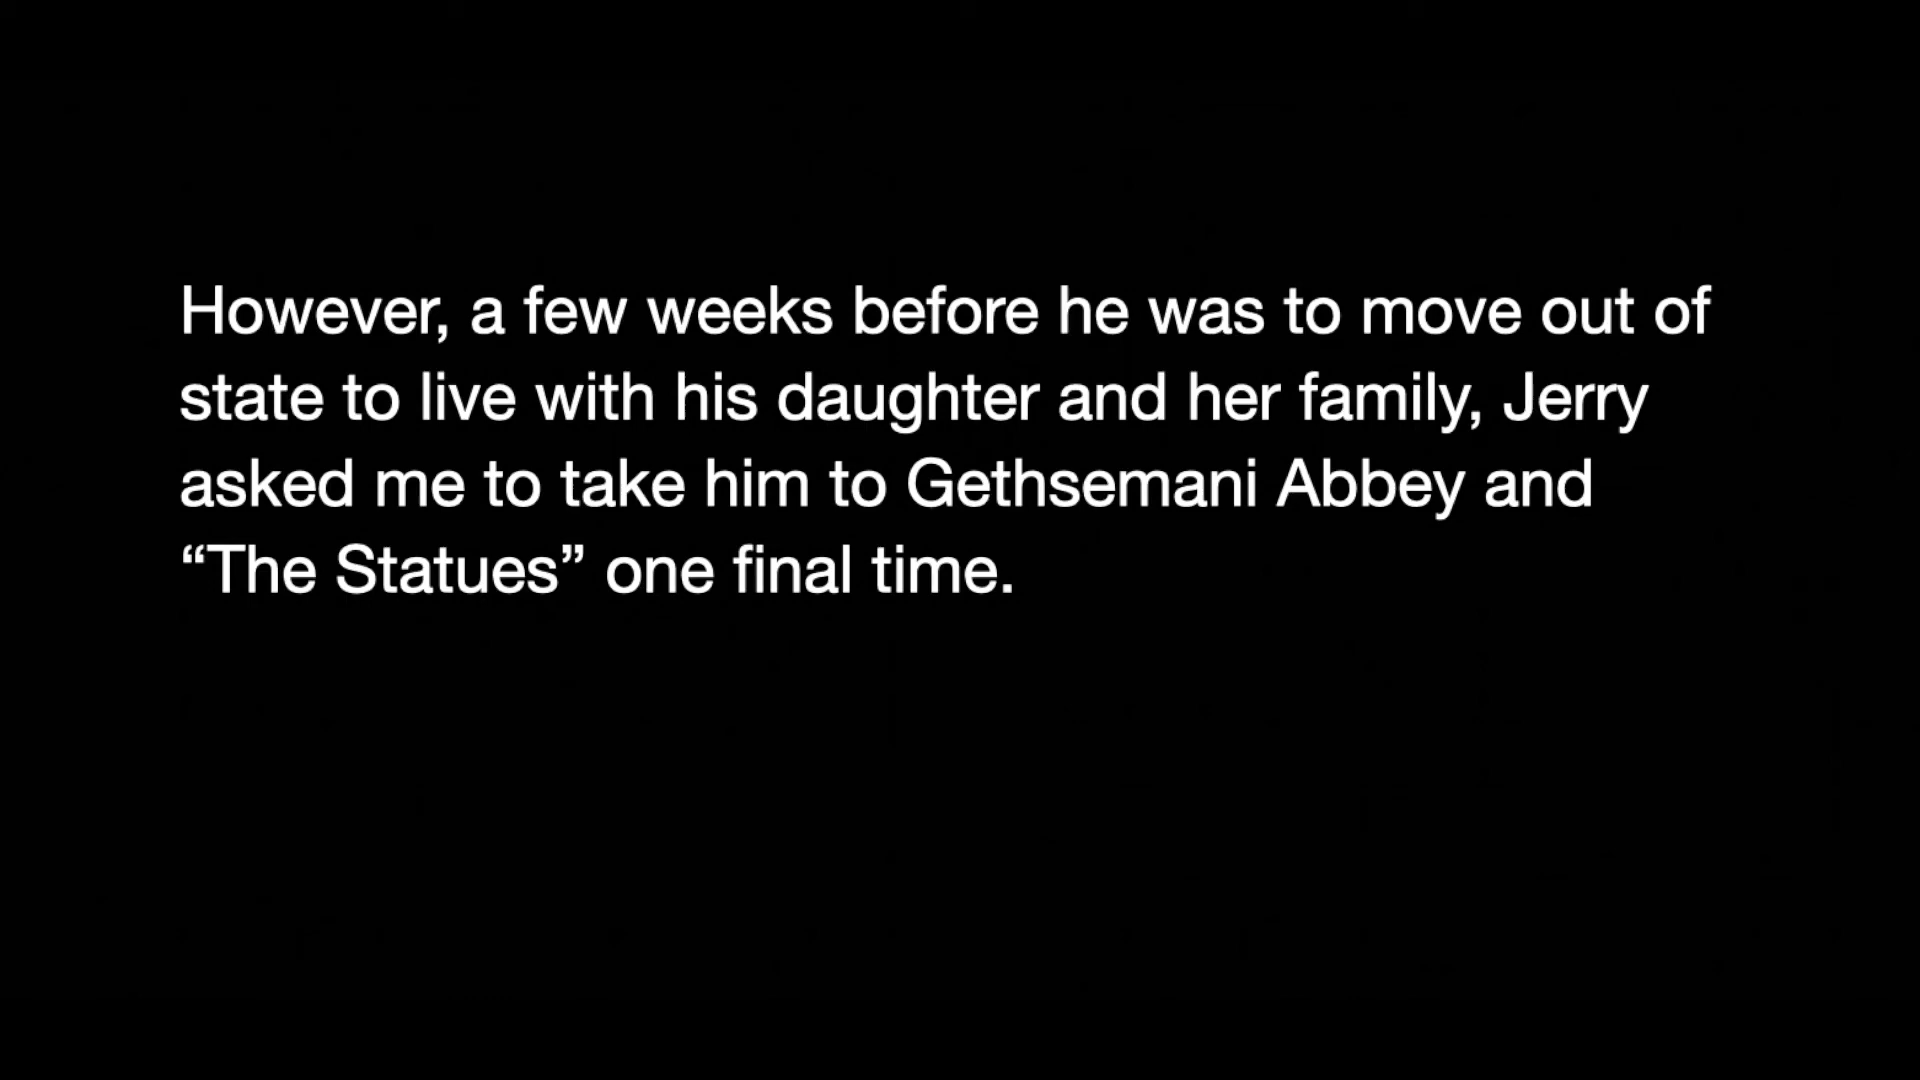 However, a few weeks before he was to move out of
state to live with his daughter and her family, Jerry
asked me to take him to Gethsemani Abbey and
“The Statues” one final time.